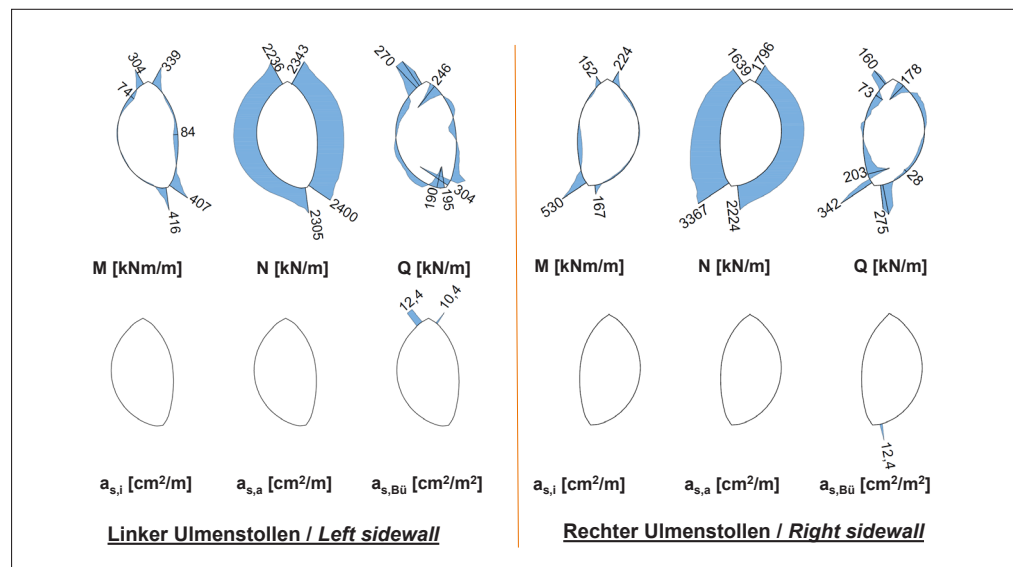 304
339
74
84
407
416
2236
2343
2400
2305
270
246
190
195
304
M [kNm/m]
N [kN/m]
Q [kN/m]
152
224
530
167
1639
1796
3367
2224
160
178
73
203
28
342
275
M [kNm/m]
N [kN/m]
Q [kN/m]
12,4
10,4
a_s,i [cm²/m]
a_s,a [cm²/m]
a_s,Bü [cm²/m²]
12,4
a_s,i [cm²/m]
a_s,a [cm²/m]
a_s,Bü [cm²/m²]
Linker Ulmenstollen / Left sidewall
Rechter Ulmenstollen / Right sidewall